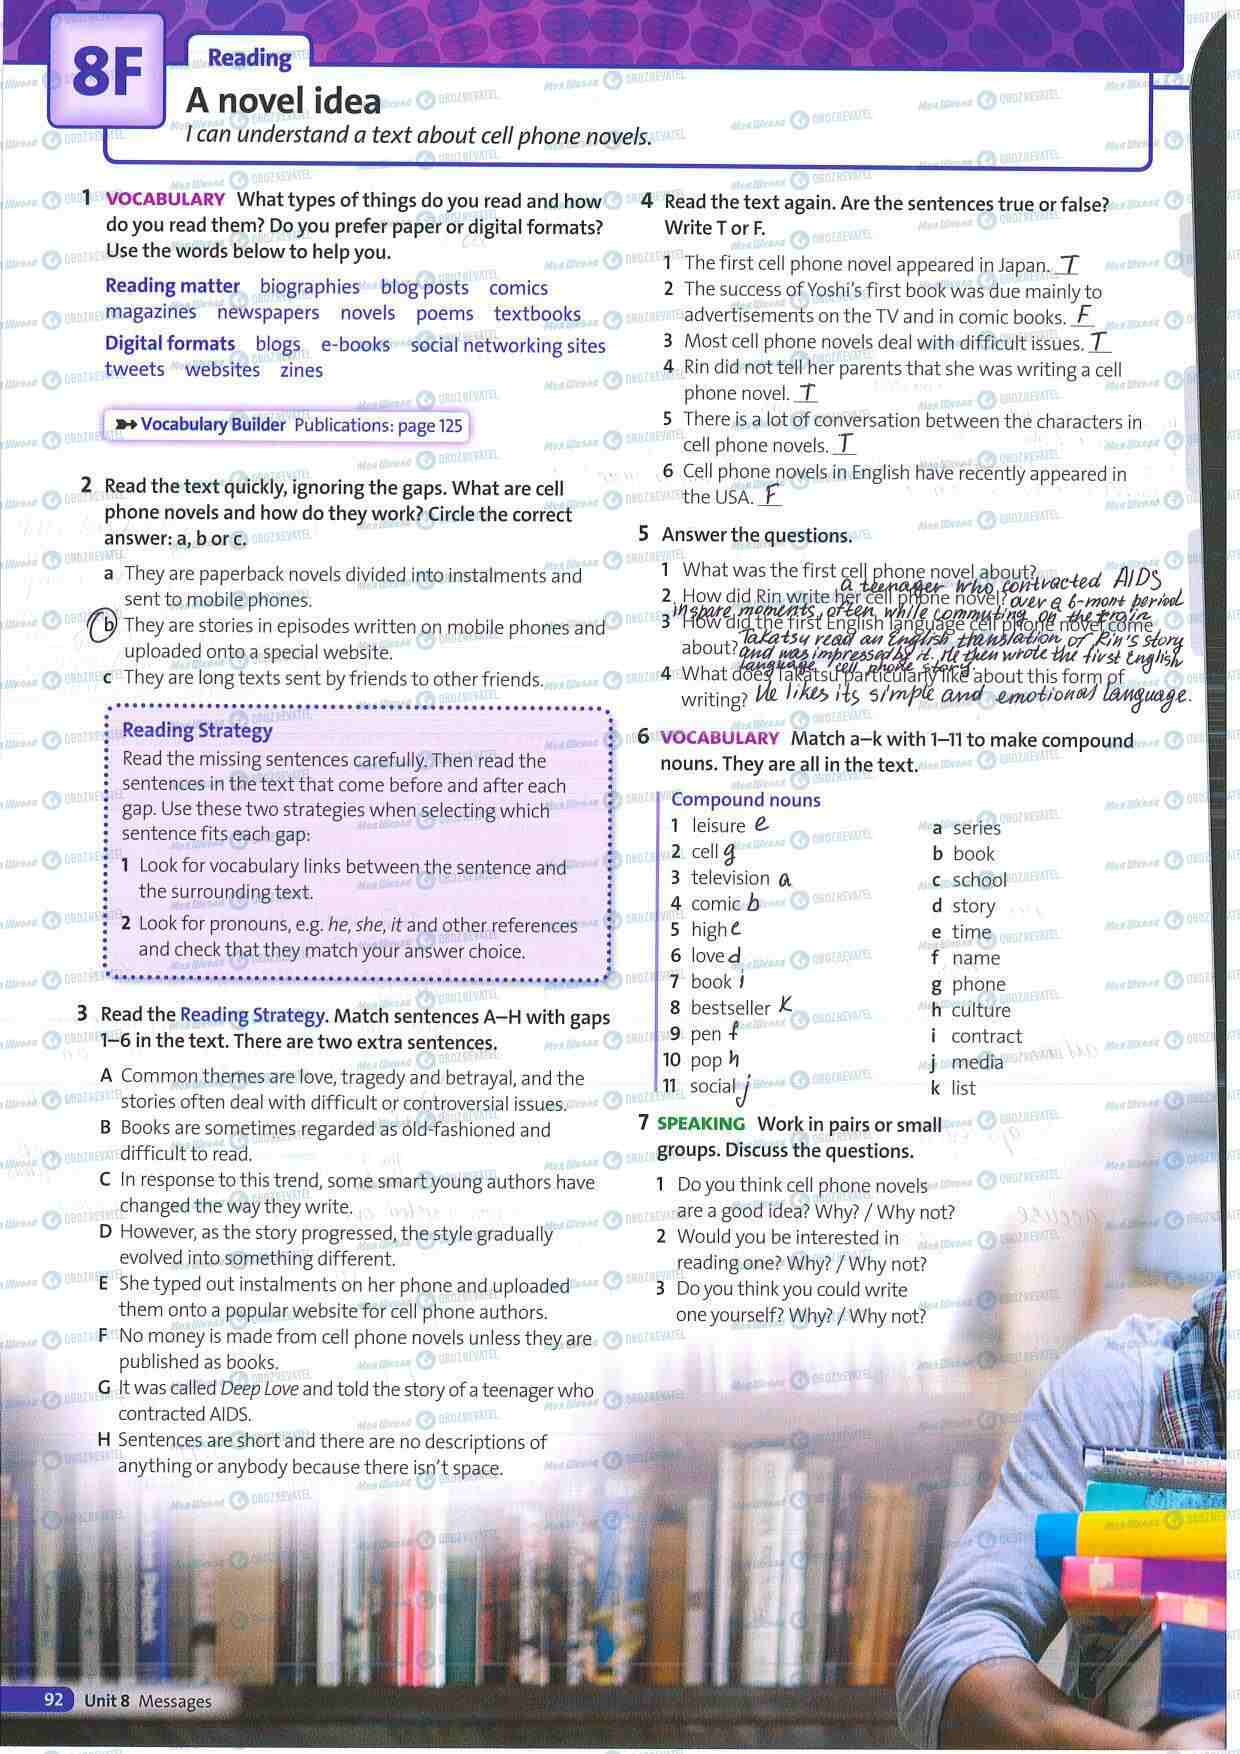 8F
Reading
A novel idea
I can understand a text about cell phone novels.
1 VOCABULARY What types of things do you read and how
do you read them? Do you prefer paper or digital formats?
Use the words below to help you.
Reading matter biographies blog posts comics
magazines newspapers novels poems textbooks
Digital formats blogs e-books social networking sites
tweets websites zines
Vocabulary Builder Publications: page 125
2 Read the text quickly, ignoring the gaps. What are cell
phone novels and how do they work? Circle the correct
answer: a, b or c.
a They are paperback novels divided into instalments and
sent to mobile phones.
b They are stories in episodes written on mobile phones and
uploaded onto a special website.
c They are long texts sent by friends to other friends.
Reading Strategy
Read the missing sentences carefully. Then read the
sentences in the text that come before and after each
gap. Use these two strategies when selecting which
sentence fits each gap:
1 Look for vocabulary links between the sentence and
the surrounding text.
2 Look for pronouns, e.g. he, she, it and other references
and check that they match your answer choice.
3 Read the Reading Strategy. Match sentences A–H with gaps
1–6 in the text. There are two extra sentences.
A Common themes are love, tragedy and betrayal, and the
stories often deal with difficult or controversial issues.
B Books are sometimes regarded as old-fashioned and
difficult to read.
C In response to this trend, some smart young authors have
changed the way they write.
D However, as the story progressed, the style gradually
evolved into something different.
E She typed out instalments on her phone and uploaded
them onto a popular website for cell phone authors.
F No money is made from cell phone novels unless they are
published as books.
G It was called Deep Love and told the story of a teenager who
contracted AIDS.
H Sentences are short and there are no descriptions of
anything or anybody because there isn't space.
4 Read the text again. Are the sentences true or false?
Write T or F.
1 The first cell phone novel appeared in Japan. T
2 The success of Yoshi's first book was due mainly to
advertisements on the TV and in comic books. F
3 Most cell phone novels deal with difficult issues. T
4 Rin did not tell her parents that she was writing a cell
phone novel. T
5 There is a lot of conversation between the characters in
cell phone novels. T
6 Cell phone novels in English have recently appeared in
the USA. F
5 Answer the questions.
1 What was the first cell phone novel about?
a teenager who contracted AIDS
2 How did Rin write her cell phone novel? over a 6-mont period
in spare moments, often while commuting on the train
3 How did the first English language cell phone novel come
about? Takatsu read an English translation of Rin's story
and was impressed by it. He then wrote the first English
language cell phone story
4 What does Takatsu particularly like about this form of
writing? He likes its simple and emotional language.
6 VOCABULARY Match a–k with 1–11 to make compound
nouns. They are all in the text.
Compound nouns
1 leisure e
2 cell g
3 television a
4 comic b
5 high c
6 love d
7 book i
8 bestseller k
9 pen f
10 pop h
11 social j
a series
b book
c school
d story
e time
f name
g phone
h culture
i contract
j media
k list
7 SPEAKING Work in pairs or small
groups. Discuss the questions.
1 Do you think cell phone novels
are a good idea? Why? / Why not?
2 Would you be interested in
reading one? Why? / Why not?
3 Do you think you could write
one yourself? Why? / Why not?
92 Unit 8 Messages